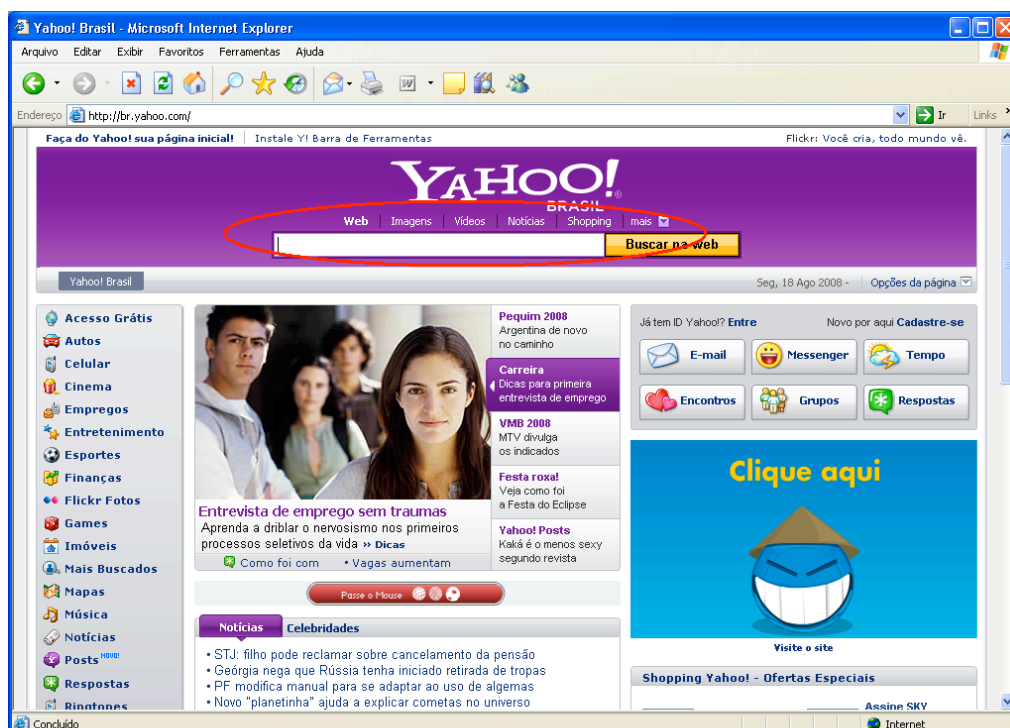 Yahoo! Brasil - Microsoft Internet Explorer
Arquivo Editar Exibir Favoritos Ferramentas Ajuda
Endereço http://br.yahoo.com/ Ir Links
Faça do Yahoo! sua página inicial! Instale Y! Barra de Ferramentas Flickr: Você cria, todo mundo vê.
YAHOO!
BRASIL
Web Imagens Vídeos Notícias Shopping mais
Buscar na web
Yahoo! Brasil Seg, 18 Ago 2008 - Opções da página
Acesso Grátis
Autos
Celular
Cinema
Empregos
Entretenimento
Esportes
Finanças
Flickr Fotos
Games
Imóveis
Mais Buscados
Mapas
Música
Notícias
Posts NOVO!
Respostas
Ringtones
Pequim 2008
Argentina de novo
no caminho
Carreira
Dicas para primeira
entrevista de emprego
VMB 2008
MTV divulga
os indicados
Festa roxa!
Veja como foi
a Festa do Eclipse
Yahoo! Posts
Kaká é o menos sexy
segundo revista
Entrevista de emprego sem traumas
Aprenda a driblar o nervosismo nos primeiros
processos seletivos da vida » Dicas
Como foi com • Vagas aumentam
Passe o Mouse
Notícias Celebridades
• STJ: filho pode reclamar sobre cancelamento da pensão
• Geórgia nega que Rússia tenha iniciado retirada de tropas
• PF modifica manual para se adaptar ao uso de algemas
• Novo "planetinha" ajuda a explicar cometas no universo
Já tem ID Yahoo!? Entre Novo por aqui Cadastre-se
E-mail Messenger Tempo
Encontros Grupos Respostas
Clique aqui
Visite o site
Shopping Yahoo! - Ofertas Especiais
Assine SKY
Concluído Internet